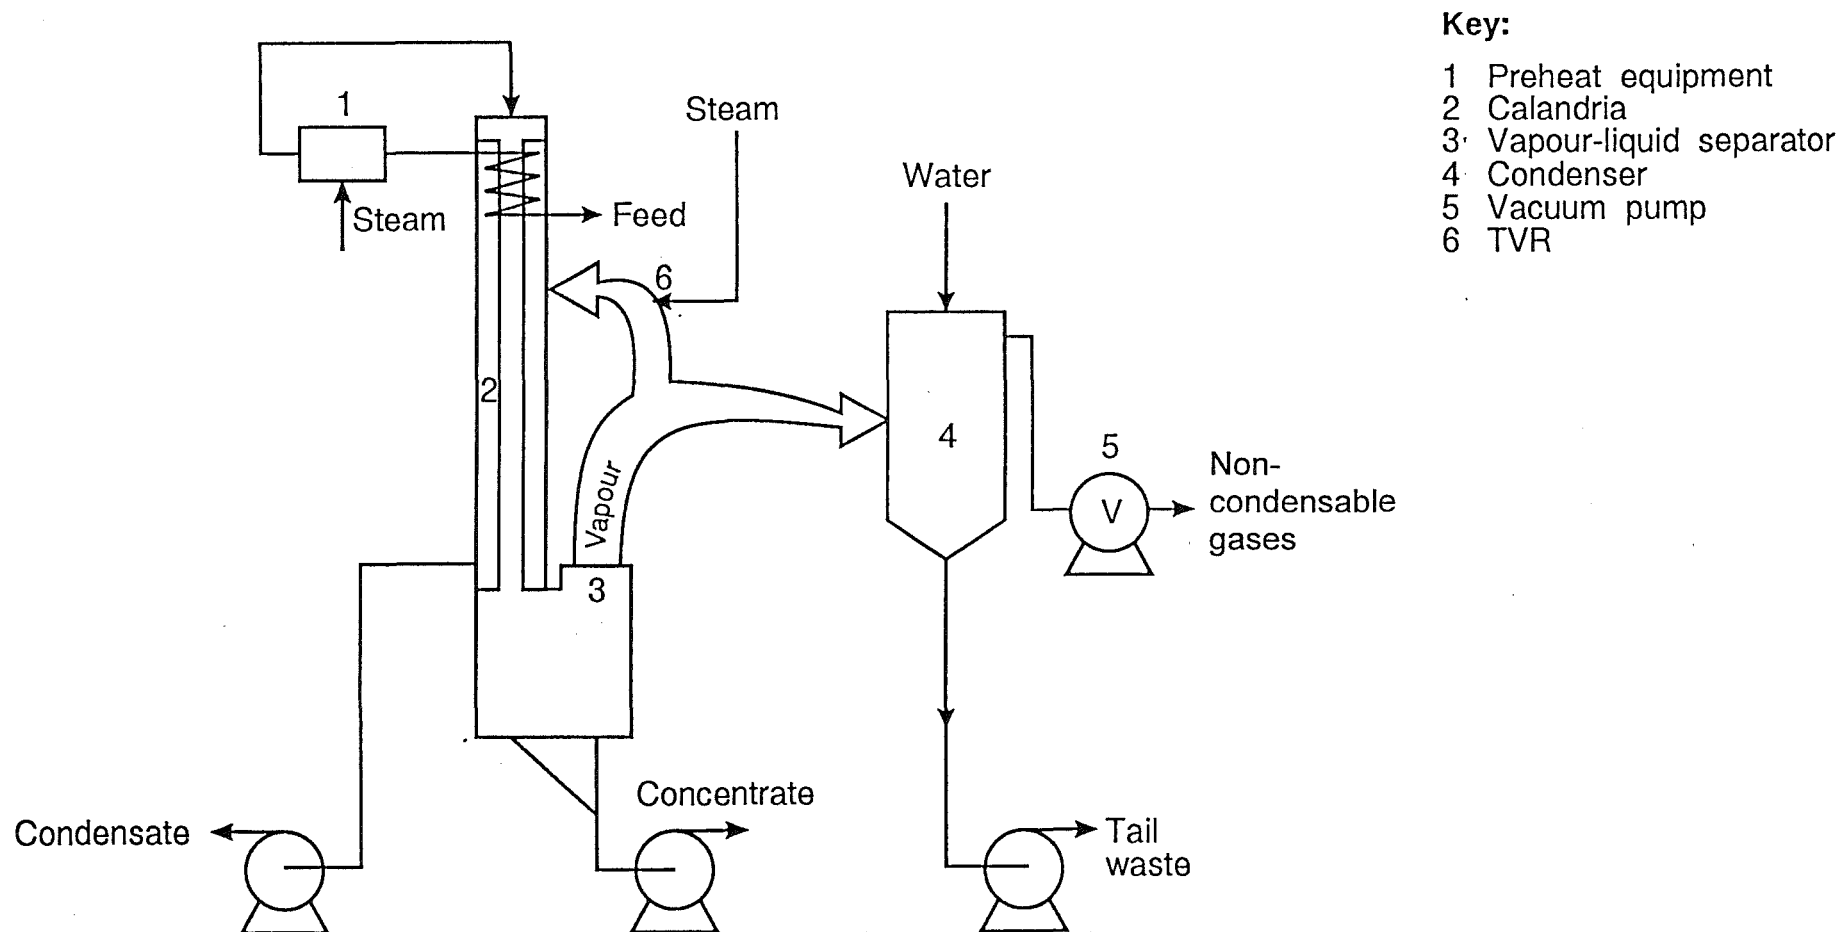 Key:
1 Preheat equipment
2 Calandria
3 Vapour-liquid separator
4 Condenser
5 Vacuum pump
6 TVR
1
Steam
Feed
Steam
6
2
Vapour
3
Water
4
5
V
Non-
condensable
gases
Condensate
Concentrate
Tail
waste